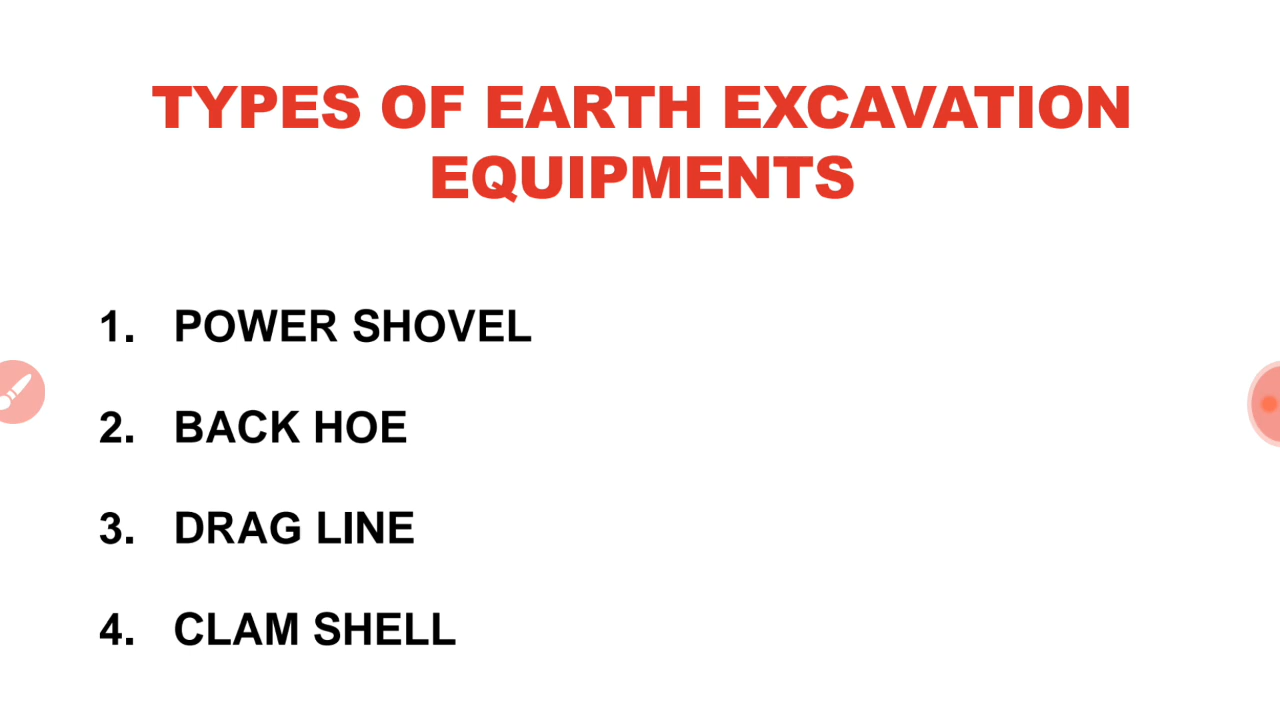 TYPES OF EARTH EXCAVATION
EQUIPMENTS
1. POWER SHOVEL
2. BACK HOE
3. DRAG LINE
4. CLAM SHELL